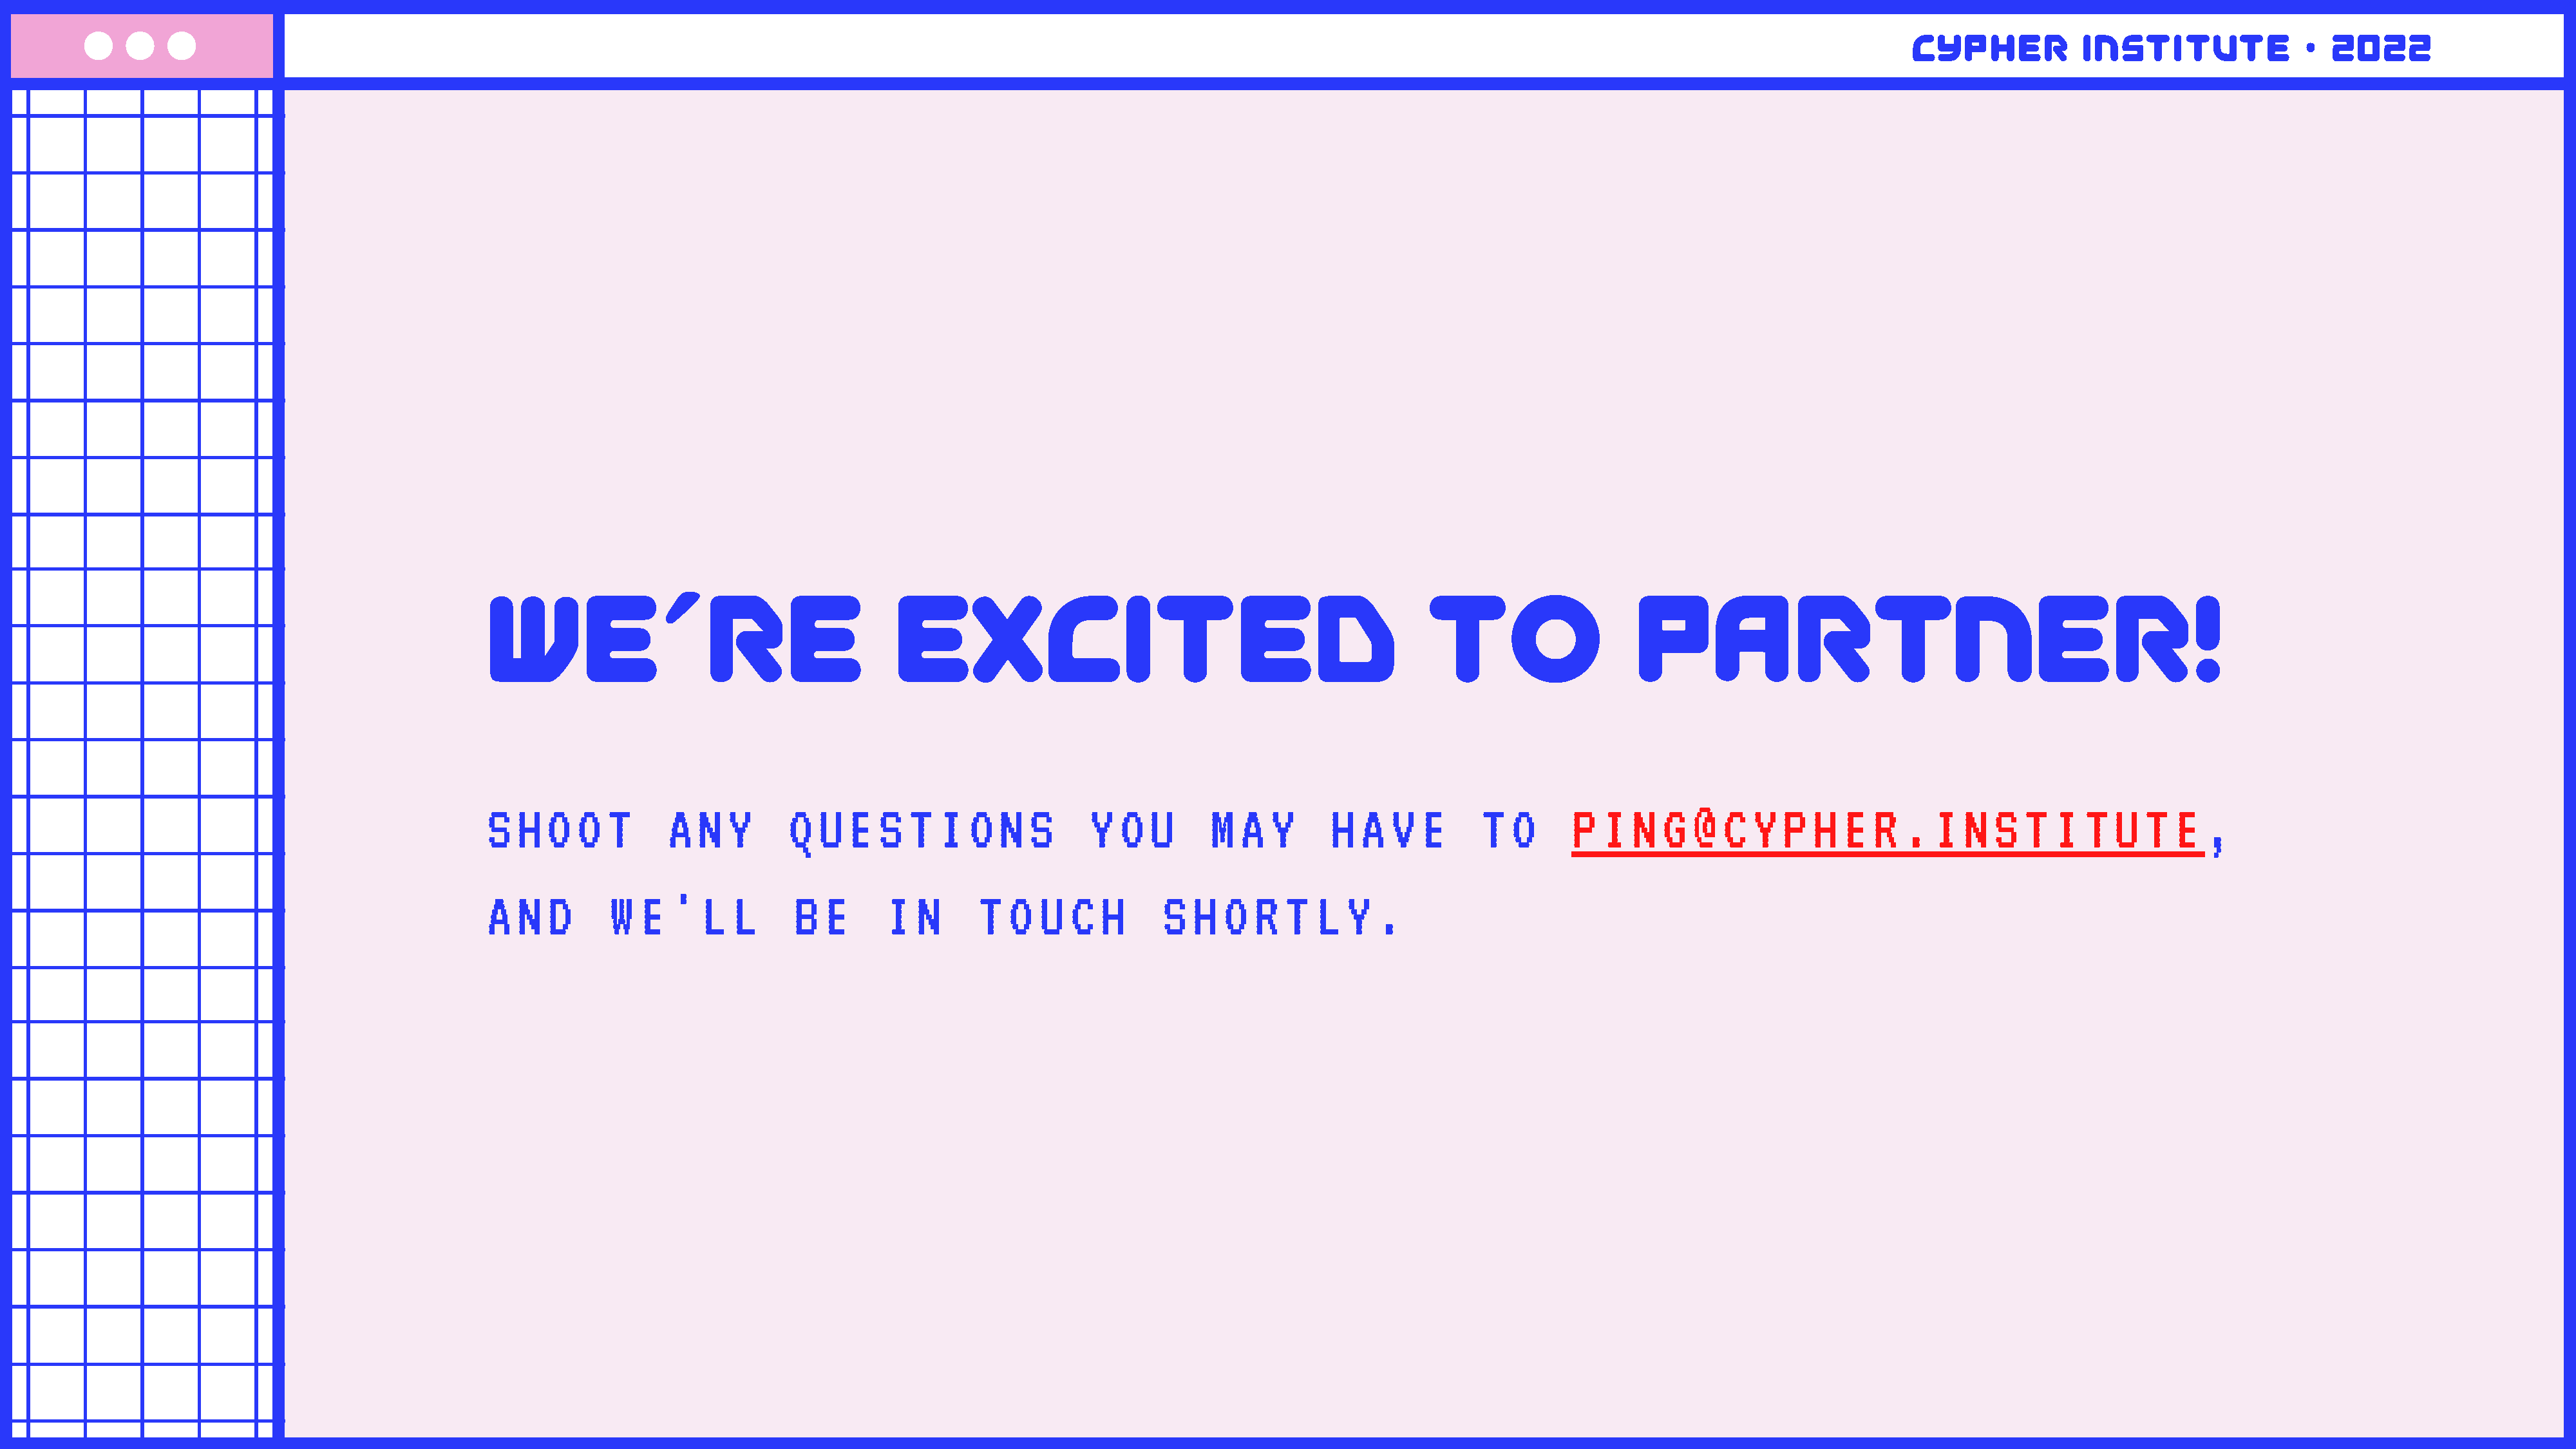 CYPHER INSTITUTE · 2022
WE'RE EXCITED TO PARTNER!
SHOOT ANY QUESTIONS YOU MAY HAVE TO PING@CYPHER.INSTITUTE,
AND WE'LL BE IN TOUCH SHORTLY.